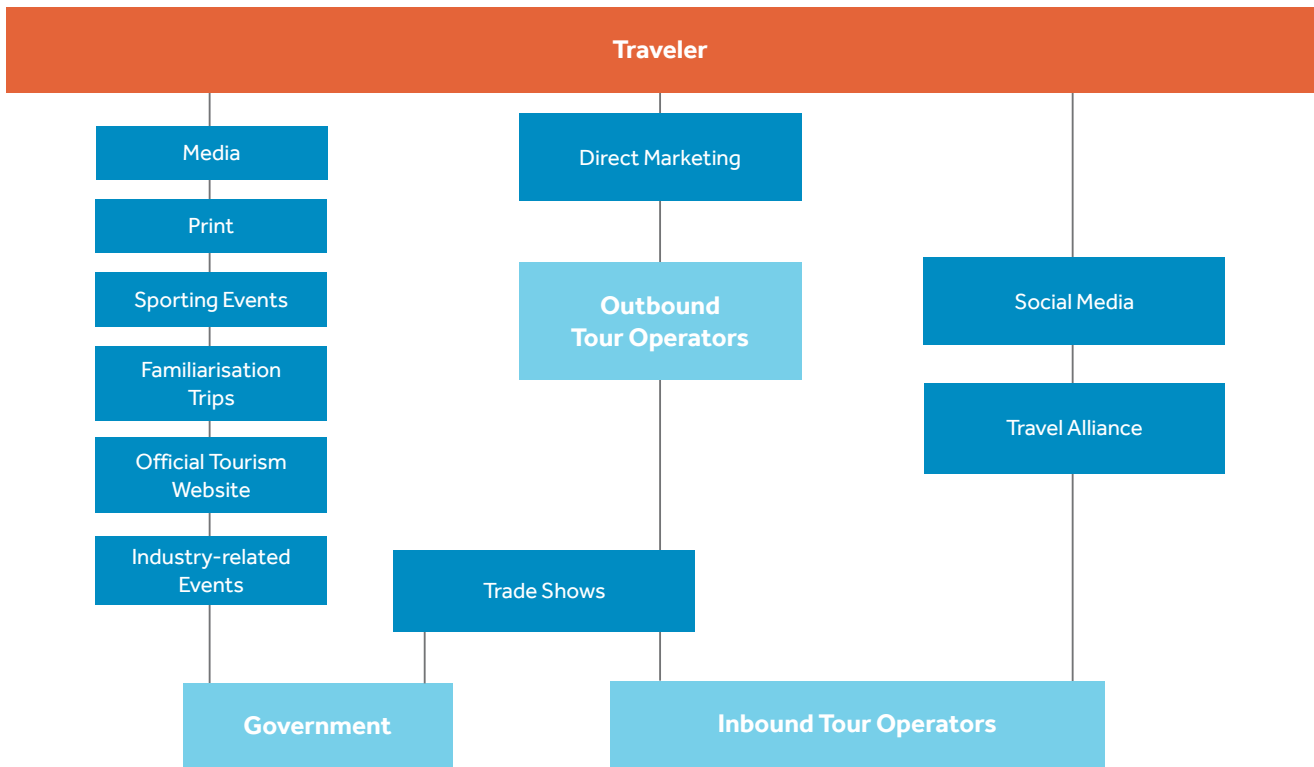 Traveler
Media
Print
Sporting Events
Familiarisation
Trips
Official Tourism
Website
Industry-related
Events
Direct Marketing
Outbound
Tour Operators
Social Media
Travel Alliance
Trade Shows
Government
Inbound Tour Operators